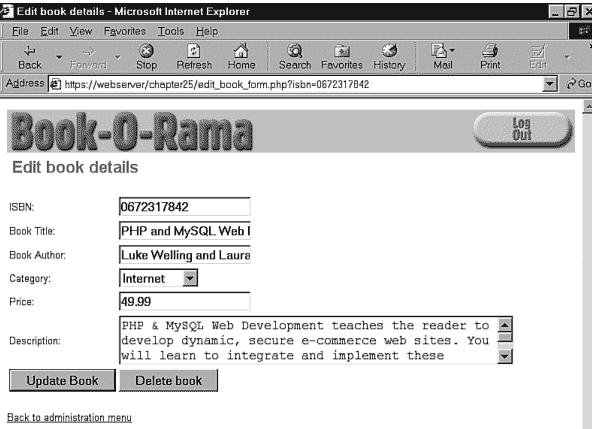 Edit book details - Microsoft Internet Explorer
File Edit View Favorites Tools Help
Back Forward Stop Refresh Home Search Favorites History Mail Print Edit
Address https://webserver/chapter25/edit_book_form.php?isbn=0672317842 Go
Book-O-Rama Log Out
Edit book details
ISBN: 0672317842
Book Title: PHP and MySQL Web
Book Author: Luke Welling and Laura
Category: Internet
Price: 49.99
Description: PHP & MySQL Web Development teaches the reader to
develop dynamic, secure e-commerce web sites. You
will learn to integrate and implement these
Update Book Delete book
Back to administration menu